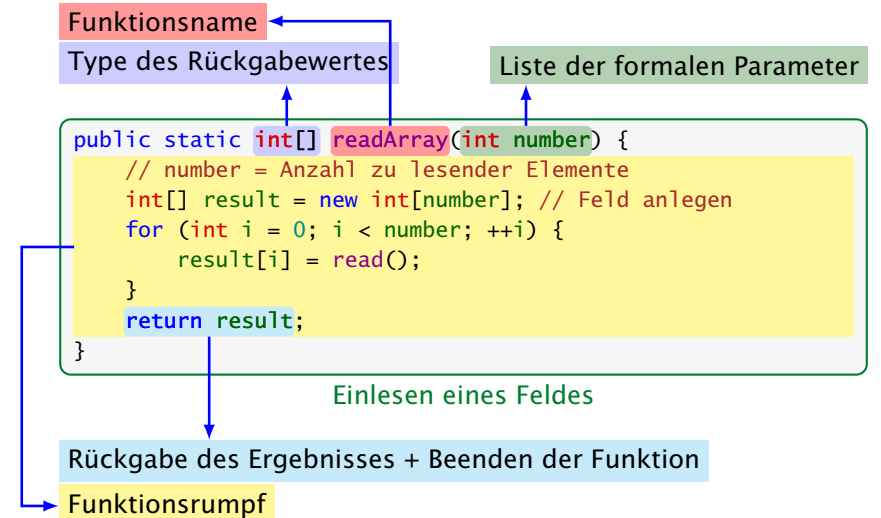 Funktionsname
Type des Rückgabewertes
Liste der formalen Parameter
public static int[] readArray(int number) {
    // number = Anzahl zu lesender Elemente
    int[] result = new int[number]; // Feld anlegen
    for (int i = 0; i < number; ++i) {
        result[i] = read();
    }
    return result;
}
Einlesen eines Feldes
Rückgabe des Ergebnisses + Beenden der Funktion
Funktionsrumpf